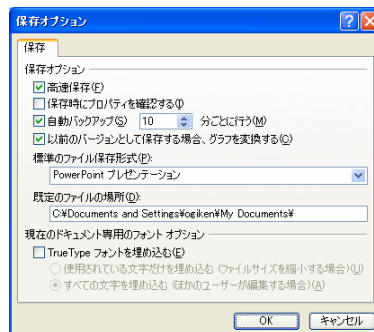 保存オプション
保存
保存オプション
高速保存(F)
保存時にプロパティを確認する(I)
自動バックアップ(S) 10 分ごとに行う(M)
以前のバージョンとして保存する場合、グラフを変換する(C)
標準のファイル保存形式(P):
PowerPoint プレゼンテーション
既定のファイルの場所(D):
C:¥Documents and Settings¥ogiken¥My Documents¥
現在のドキュメント専用のフォント オプション
TrueType フォントを埋め込む(E)
使用されている文字だけを埋め込む (ファイルサイズを縮小する場合)(U)
すべての文字を埋め込む (ほかのユーザーが編集する場合)(A)
OK キャンセル